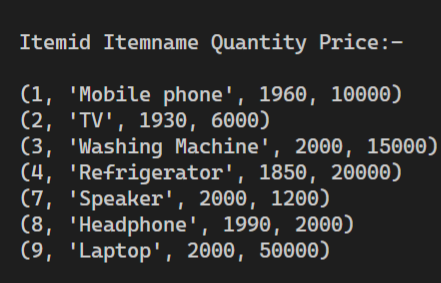 Itemid Itemname Quantity Price:-
(1, 'Mobile phone', 1960, 10000)
(2, 'TV', 1930, 6000)
(3, 'Washing Machine', 2000, 15000)
(4, 'Refrigerator', 1850, 20000)
(7, 'Speaker', 2000, 1200)
(8, 'Headphone', 1990, 2000)
(9, 'Laptop', 2000, 50000)